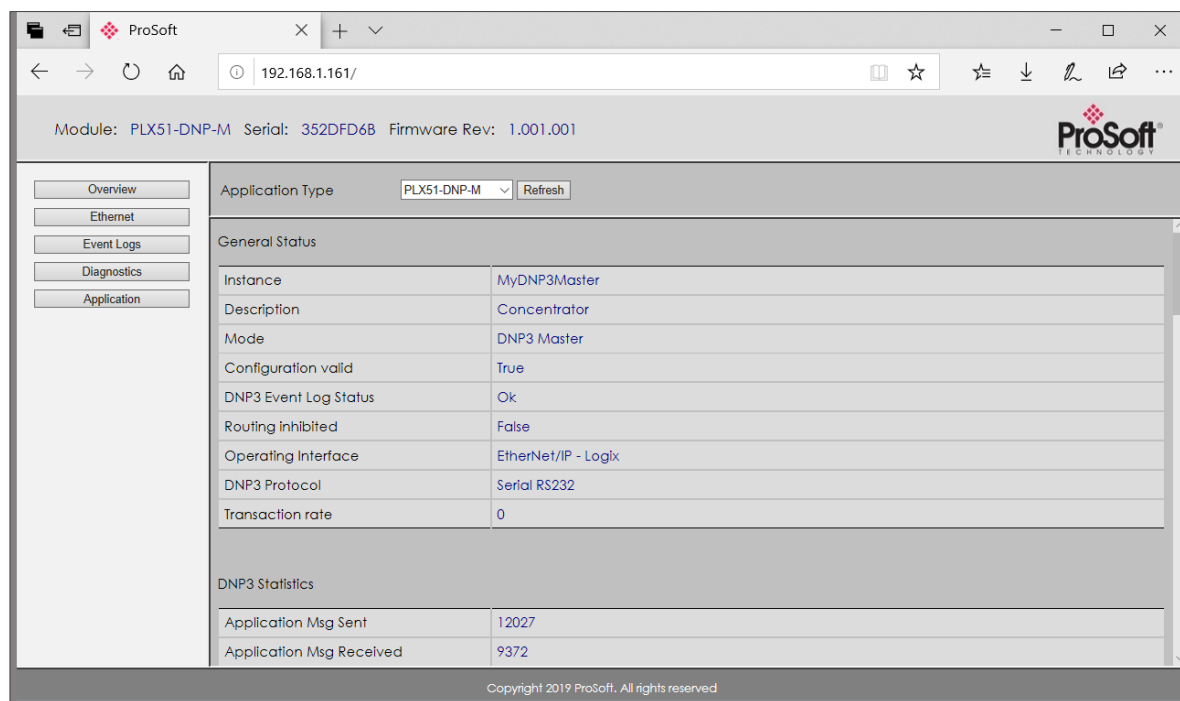 ProSoft
192.168.1.161/
Module: PLX51-DNP-M Serial: 352DFD6B Firmware Rev: 1.001.001
ProSoft®
TECHNOLOGY
Overview
Ethernet
Event Logs
Diagnostics
Application
Application Type PLX51-DNP-M Refresh
General Status
Instance MyDNP3Master
Description Concentrator
Mode DNP3 Master
Configuration valid True
DNP3 Event Log Status Ok
Routing inhibited False
Operating Interface EtherNet/IP - Logix
DNP3 Protocol Serial RS232
Transaction rate 0
DNP3 Statistics
Application Msg Sent 12027
Application Msg Received 9372
Copyright 2019 ProSoft. All rights reserved